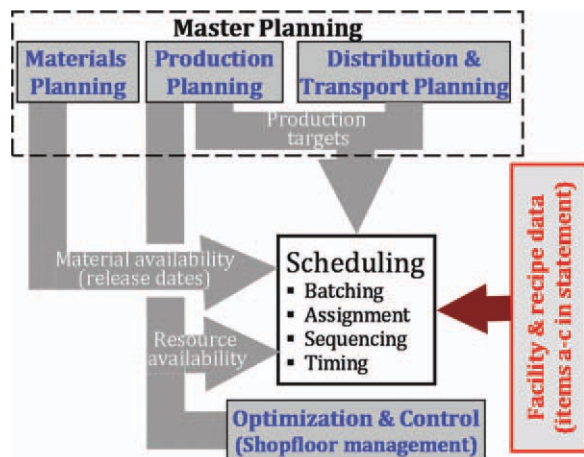 Master Planning
Materials
Planning
Production
Planning
Distribution &
Transport Planning
Production
targets
Material availability
(release dates)
Resource
availability
Scheduling
▪ Batching
▪ Assignment
▪ Sequencing
▪ Timing
Facility & recipe data
(items a-c in statement)
Optimization & Control
(Shopfloor management)